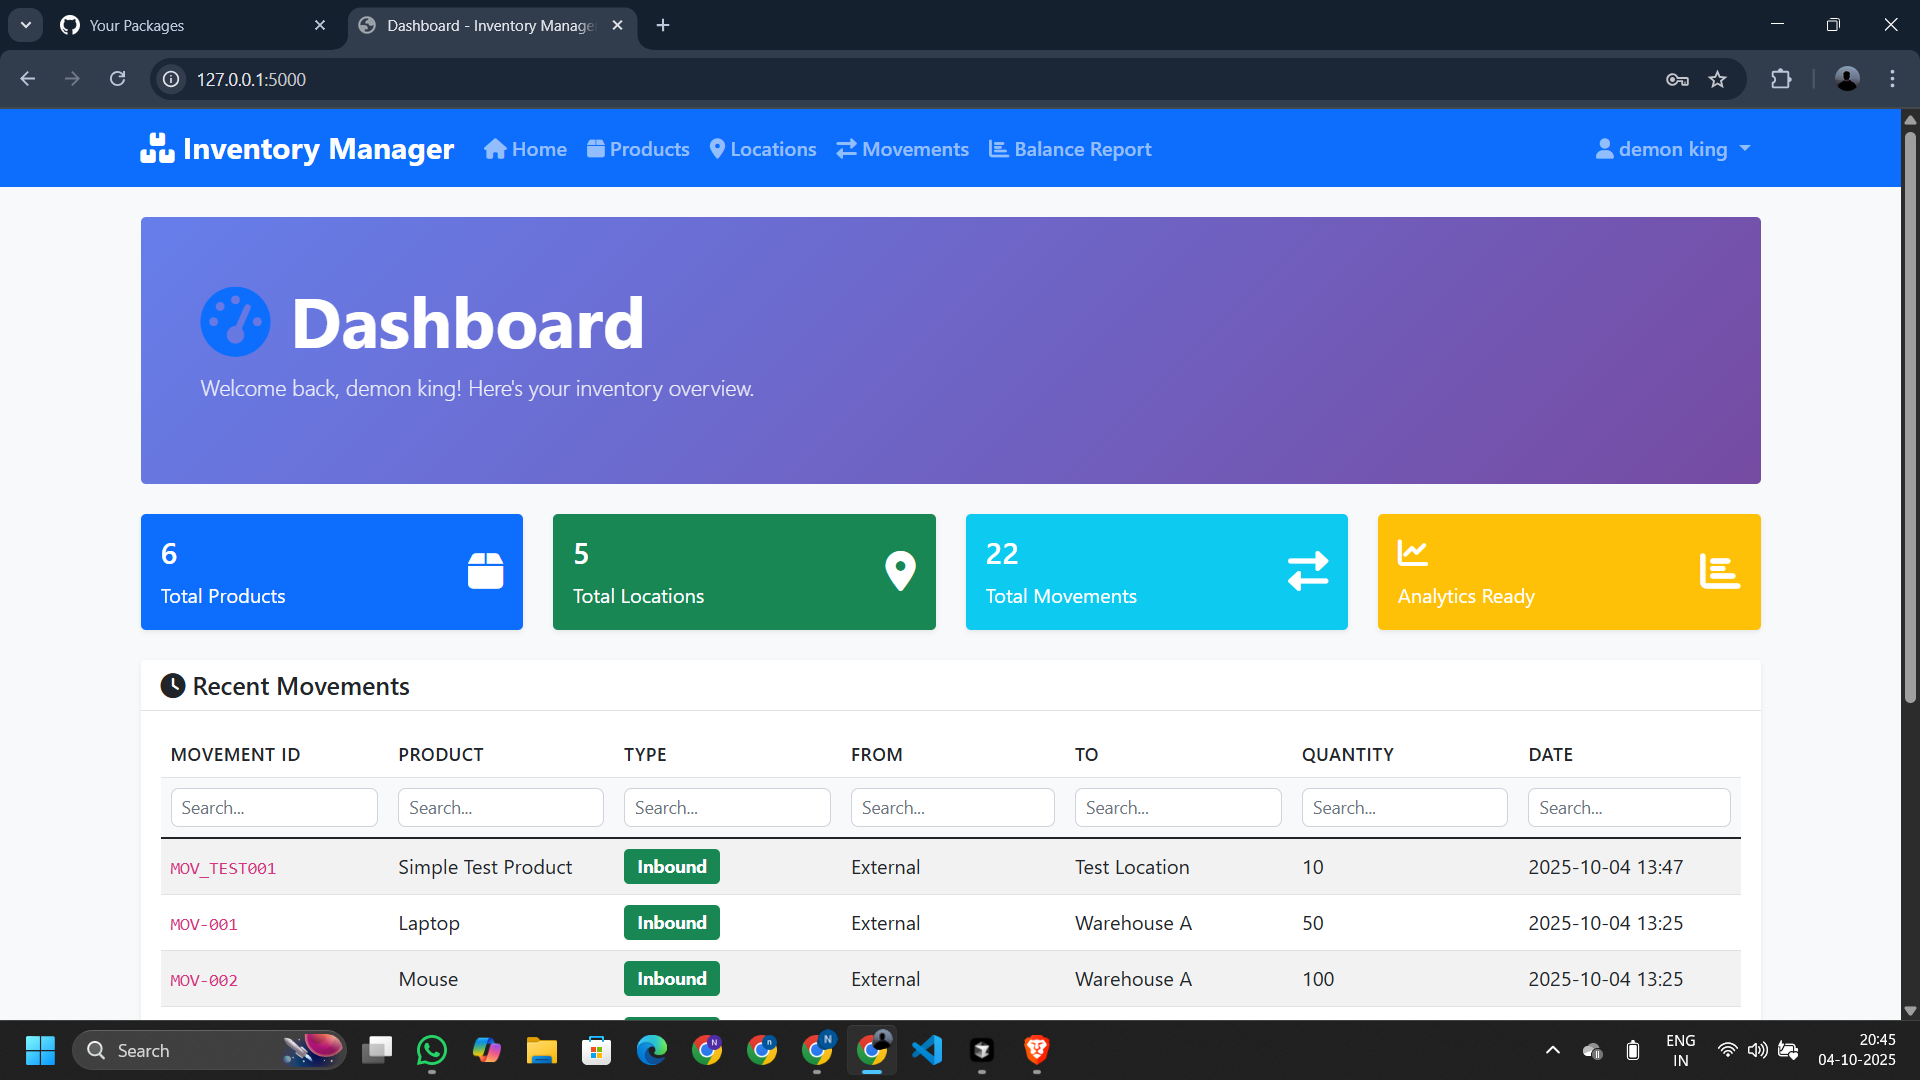 Your Packages
Dashboard - Inventory Manage
127.0.0.1:5000
Inventory Manager Home Products Locations Movements Balance Report demon king
Dashboard
Welcome back, demon king! Here's your inventory overview.
6
Total Products
5
Total Locations
22
Total Movements
Analytics Ready
Recent Movements
MOVEMENT ID PRODUCT TYPE FROM TO QUANTITY DATE
Search... Search... Search... Search... Search... Search... Search...
MOV_TEST001 Simple Test Product Inbound External Test Location 10 2025-10-04 13:47
MOV-001 Laptop Inbound External Warehouse A 50 2025-10-04 13:25
MOV-002 Mouse Inbound External Warehouse A 100 2025-10-04 13:25
Search
N
n
N
ENG
IN
20:45
04-10-2025